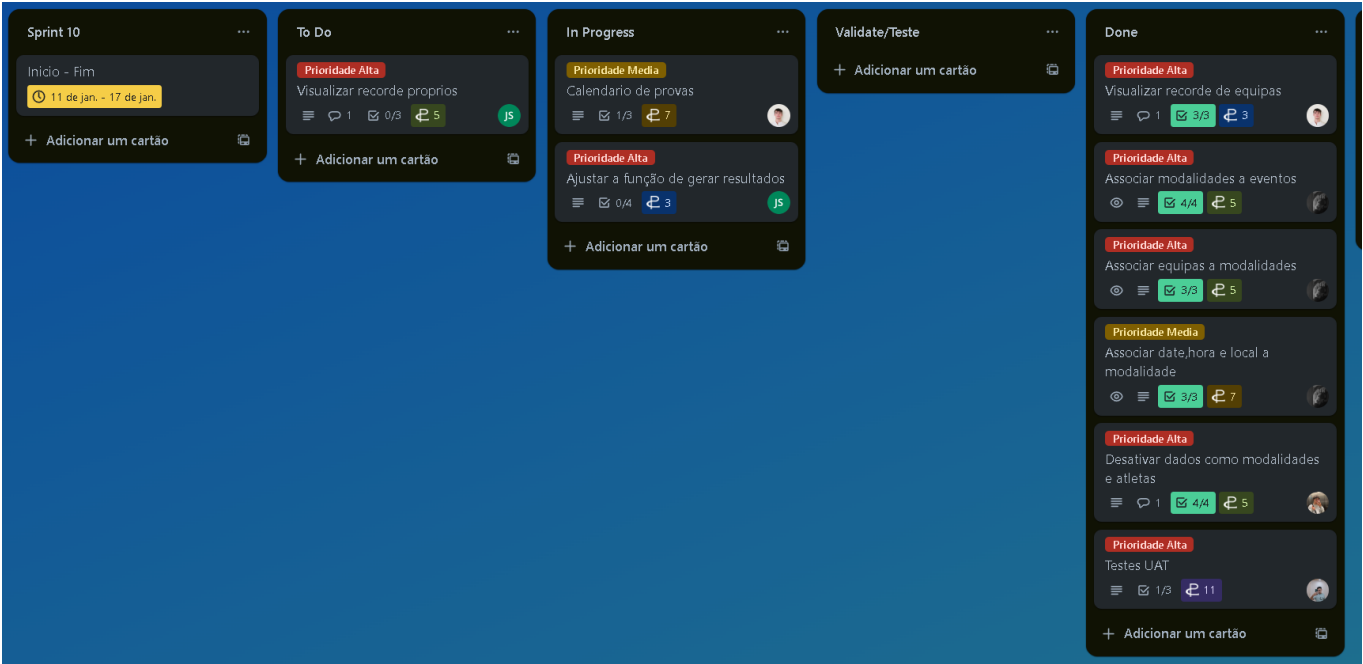 Sprint 10
Inicio - Fim
11 de jan. - 17 de jan.
Adicionar um cartão
To Do
Prioridade Alta
Visualizar recorde proprios
1 0/3 5 JS
Adicionar um cartão
In Progress
Prioridade Media
Calendario de provas
1/3 7
Prioridade Alta
Ajustar a função de gerar resultados
0/4 3 JS
Adicionar um cartão
Validate/Teste
Adicionar um cartão
Done
Prioridade Alta
Visualizar recorde de equipas
1 3/3 3
Prioridade Alta
Associar modalidades a eventos
4/4 5
Prioridade Alta
Associar equipas a modalidades
3/3 5
Prioridade Media
Associar date,hora e local a
modalidade
3/3 7
Prioridade Alta
Desativar dados como modalidades
e atletas
1 4/4 5
Prioridade Alta
Testes UAT
1/3 11
Adicionar um cartão